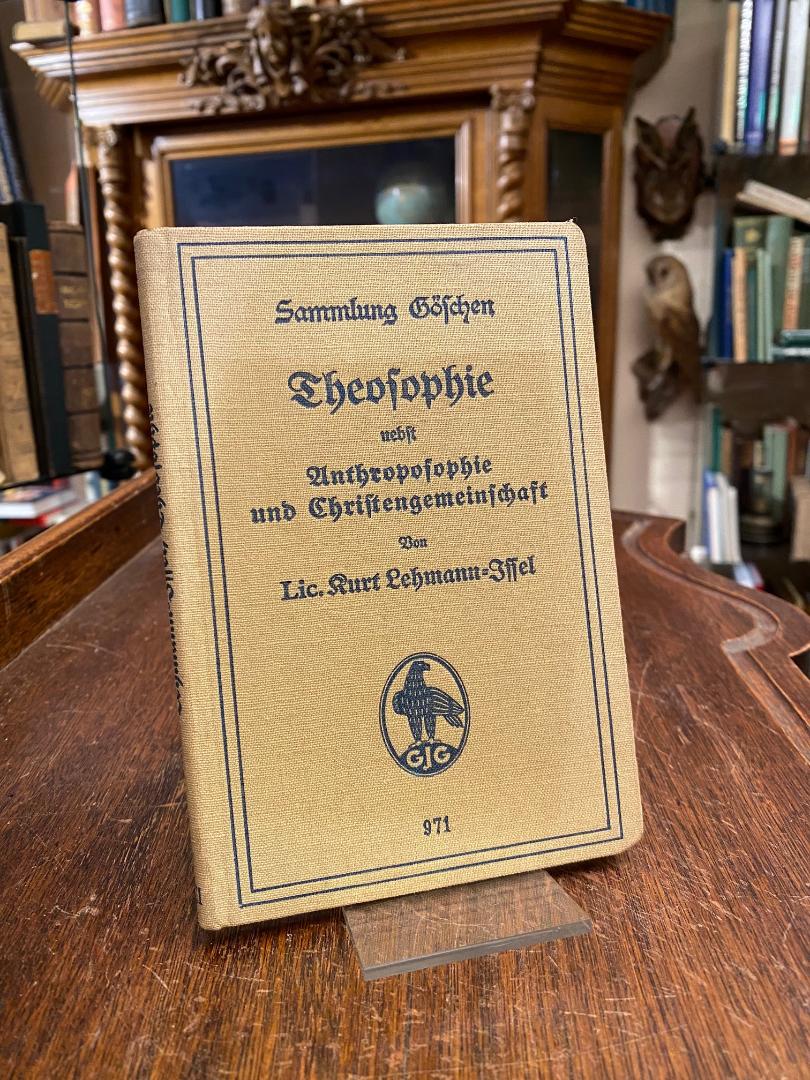 Sammlung Göschen
Theosophie
nebst
Anthroposophie
und Christengemeinschaft
Von
Lic. Kurt Lehmann-Issel
GJG
971